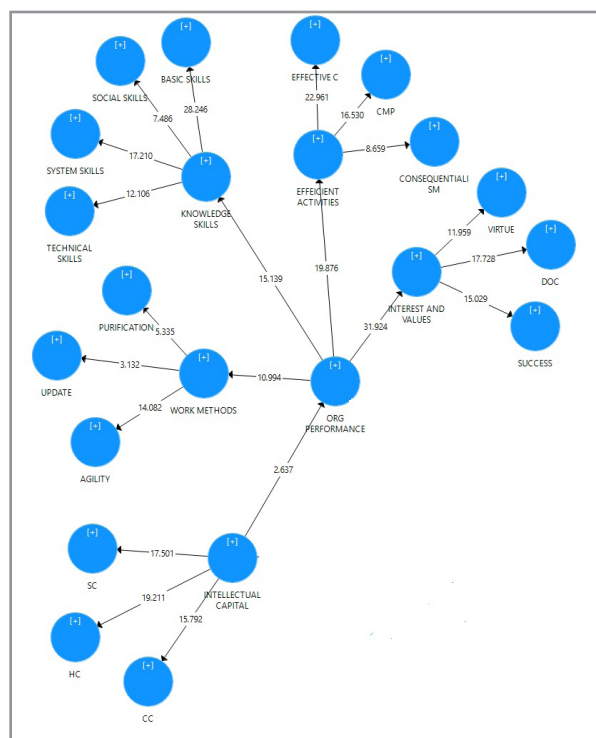 [+]
BASIC SKILLS
[+]
SOCIAL SKILLS
[+]
EFFECTIVE C
[+]
CMP
28.246
7.486
22.961
16.530
[+]
SYSTEM SKILLS
17.210
[+]
KNOWLEDGE
SKILLS
12.106
[+]
TECHNICAL
SKILLS
[+]
EFFEICIENT
ACTIVITIES
8.659
[+]
CONSEQUENTIALI
SM
[+]
VIRTUE
11.959
[+]
DOC
17.728
[+]
INTEREST AND
VALUES
15.029
[+]
SUCCESS
15.139
19.876
31.924
[+]
PURIFICATION
5.335
[+]
UPDATE
3.132
[+]
WORK METHODS
10.994
[+]
ORG
PERFORMANCE
14.082
[+]
AGILITY
2.637
[+]
SC
17.501
[+]
INTELLECTUAL
CAPITAL
19.211
15.792
[+]
HC
[+]
CC